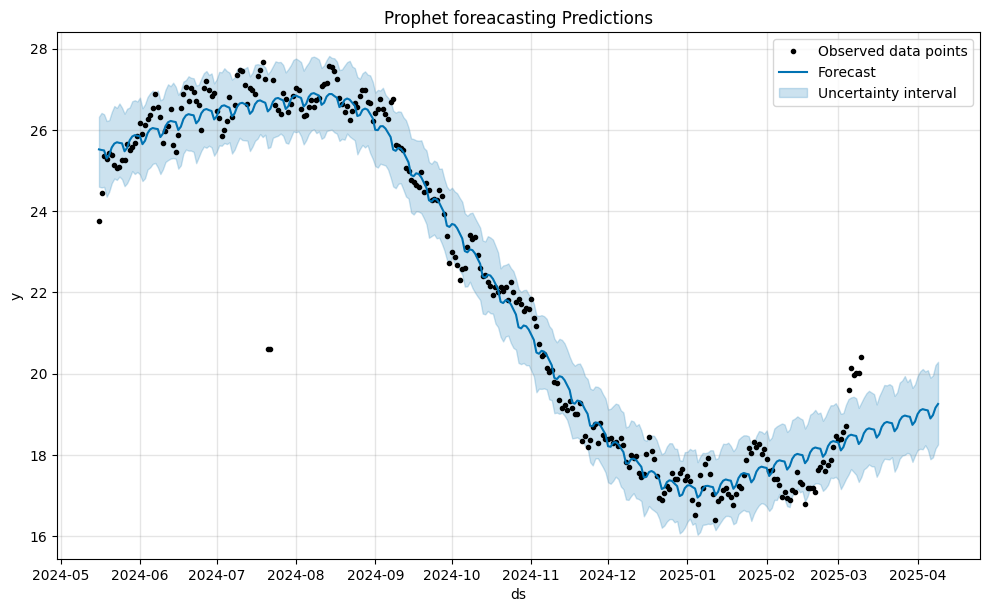 Prophet foreacasting Predictions
Observed data points
Forecast
Uncertainty interval
y
28
26
24
22
20
18
16
2024-05 2024-06 2024-07 2024-08 2024-09 2024-10 2024-11 2024-12 2025-01 2025-02 2025-03 2025-04
ds